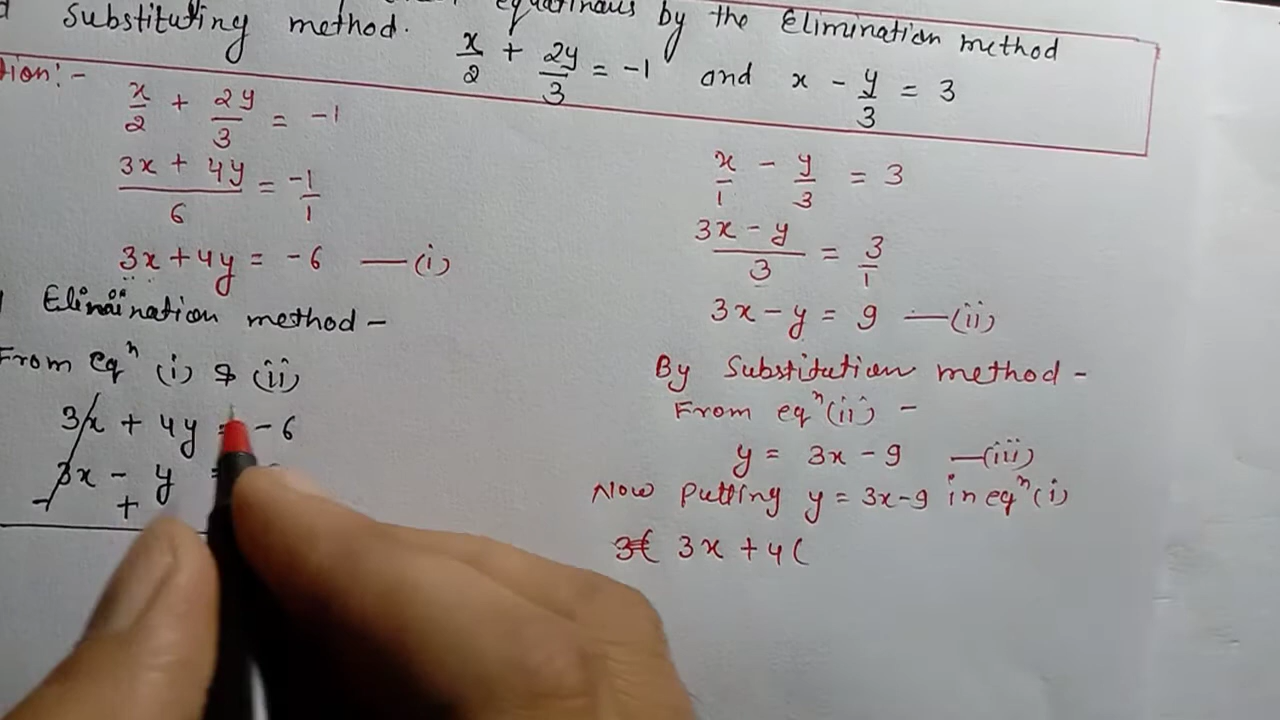 equations by the Elimination method
Substituting method. x/2 + 2y/3 = -1 and x - y/3 = 3
tion:-
x/2 + 2y/3 = -1
3x + 4y/6 = -1/1
3x + 4y = -6 —(i)
Elimination method -
From eqⁿ (i) & (ii)
3x + 4y = -6
3x - y =
- +
x/1 - y/3 = 3
3x - y/3 = 3/1
3x - y = 9 —(ii)
By Substitution method -
From eqⁿ(ii) -
y = 3x - 9 —(iii)
Now Putting y = 3x-9 in eqⁿ(i)
3x + 4(